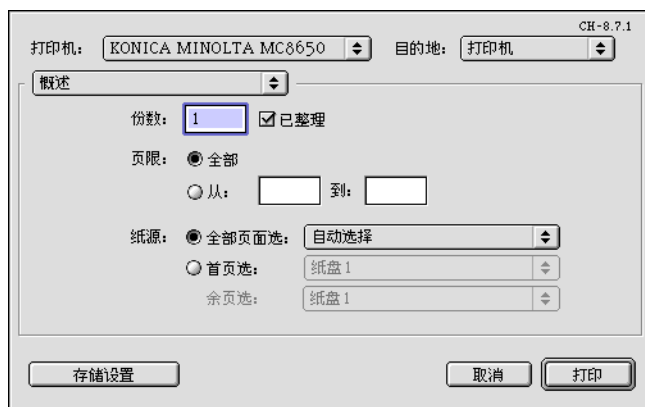 CH-8.7.1
打印机： KONICA MINOLTA MC8650 目的地： 打印机
概述
份数： 1 已整理
页限： 全部
从： 到：
纸源： 全部页面选： 自动选择
首页选： 纸盘 1
余页选： 纸盘 1
存储设置 取消 打印